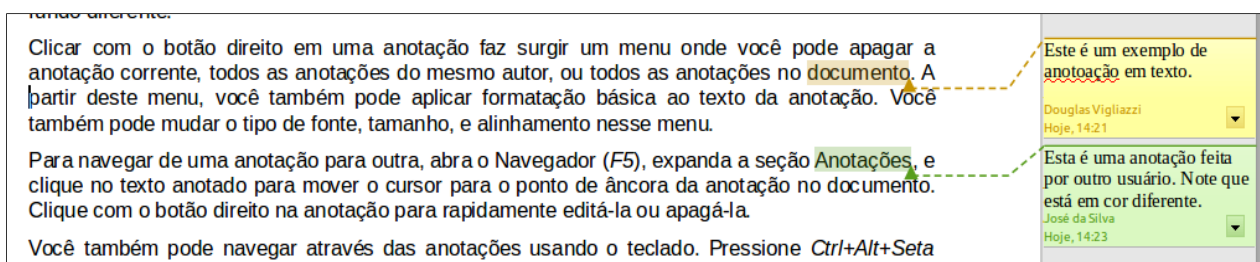 fundo diferente.
Clicar com o botão direito em uma anotação faz surgir um menu onde você pode apagar a
anotação corrente, todos as anotações do mesmo autor, ou todos as anotações no documento. A
partir deste menu, você também pode aplicar formatação básica ao texto da anotação. Você
também pode mudar o tipo de fonte, tamanho, e alinhamento nesse menu.
Para navegar de uma anotação para outra, abra o Navegador (F5), expanda a seção Anotações, e
clique no texto anotado para mover o cursor para o ponto de âncora da anotação no documento.
Clique com o botão direito na anotação para rapidamente editá-la ou apagá-la.
Você também pode navegar através das anotações usando o teclado. Pressione Ctrl+Alt+Seta
Este é um exemplo de
anotoação em texto.
Douglas Vigliazzi
Hoje, 14:21
Esta é uma anotação feita
por outro usuário. Note que
está em cor diferente.
José da Silva
Hoje, 14:23